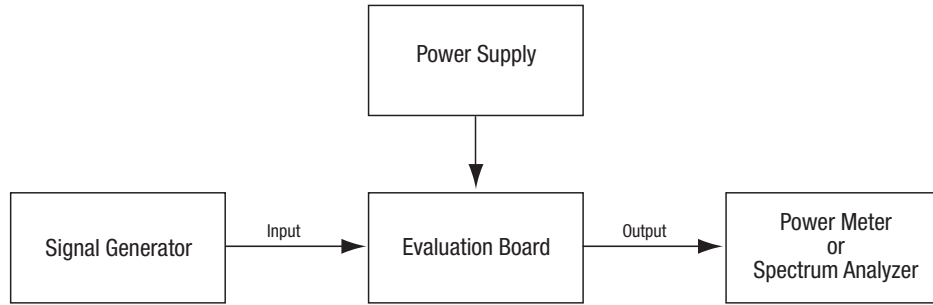 Power Supply
Signal Generator
Input
Evaluation Board
Output
Power Meter
or
Spectrum Analyzer